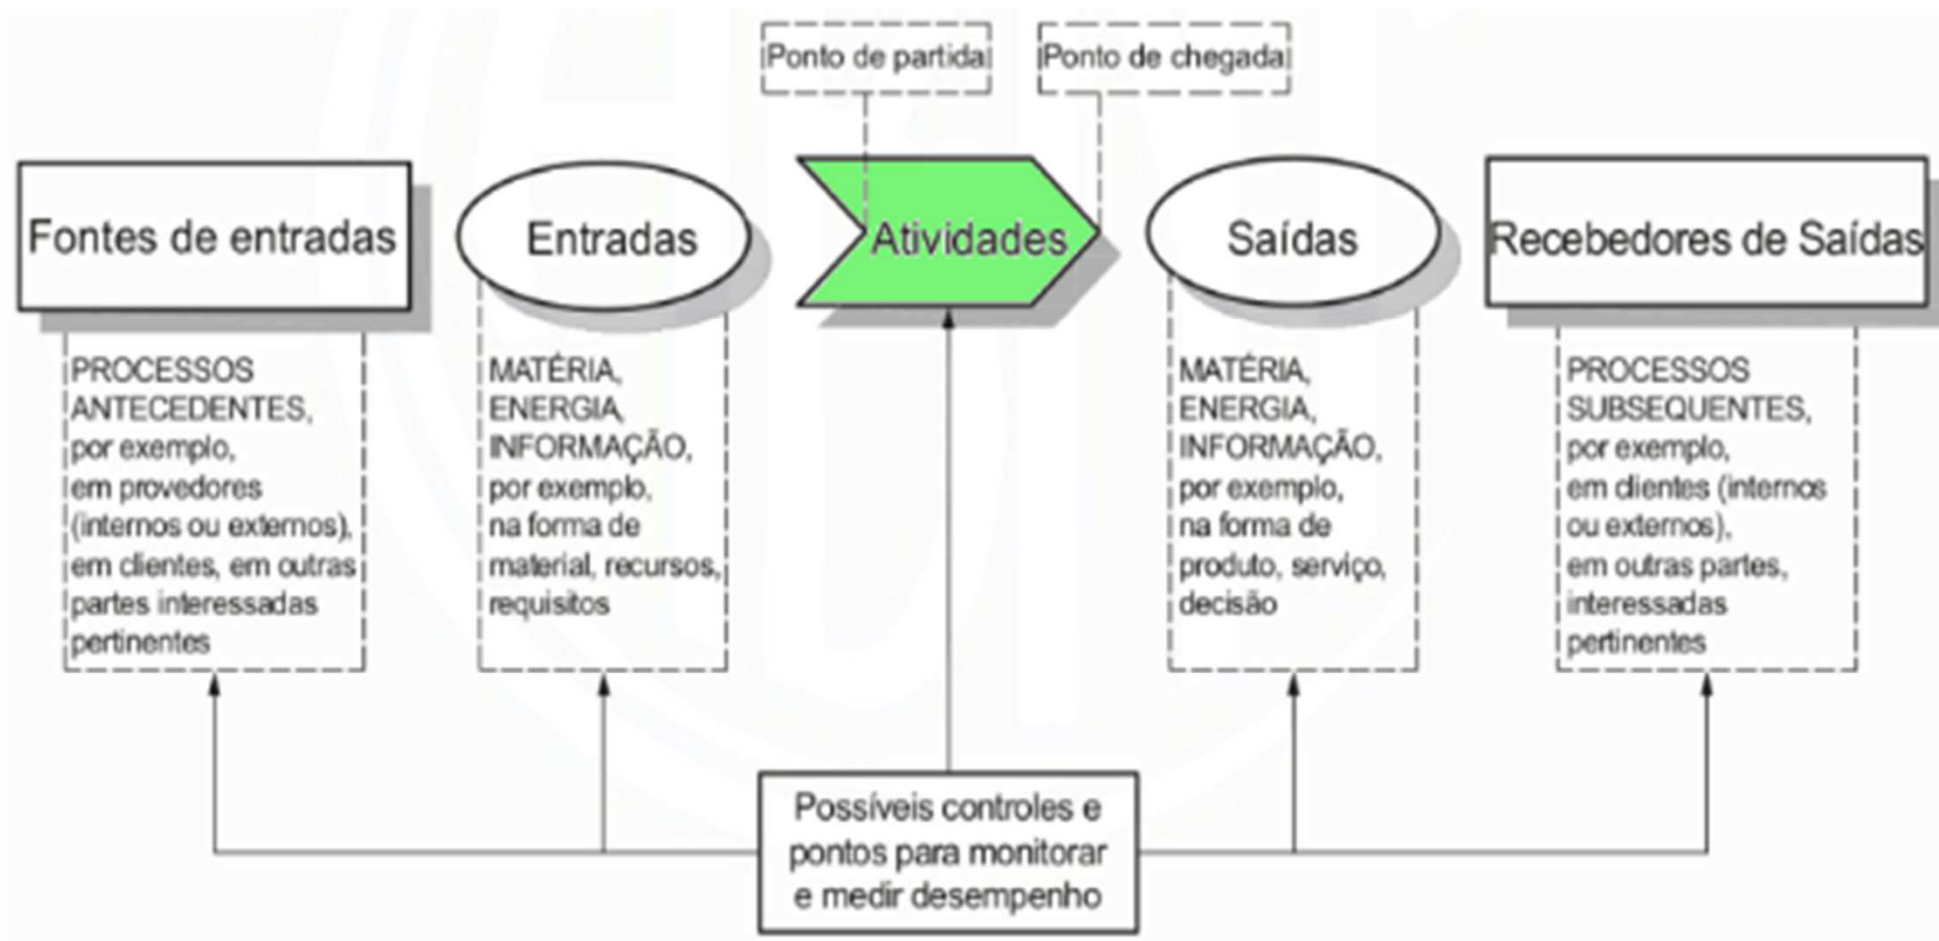 Ponto de partida
Ponto de chegada
Fontes de entradas
Entradas
Atividades
Saídas
Recebedores de Saídas
PROCESSOS
ANTECEDENTES,
por exemplo,
em provedores
(internos ou externos),
em clientes, em outras
partes interessadas
pertinentes
MATÉRIA,
ENERGIA,
INFORMAÇÃO,
por exemplo,
na forma de
material, recursos,
requisitos
MATÉRIA,
ENERGIA,
INFORMAÇÃO,
por exemplo,
na forma de
produto, serviço,
decisão
PROCESSOS
SUBSEQUENTES,
por exemplo,
em clientes (internos
ou externos),
em outras partes,
interessadas
pertinentes
Possíveis controles e
pontos para monitorar
e medir desempenho